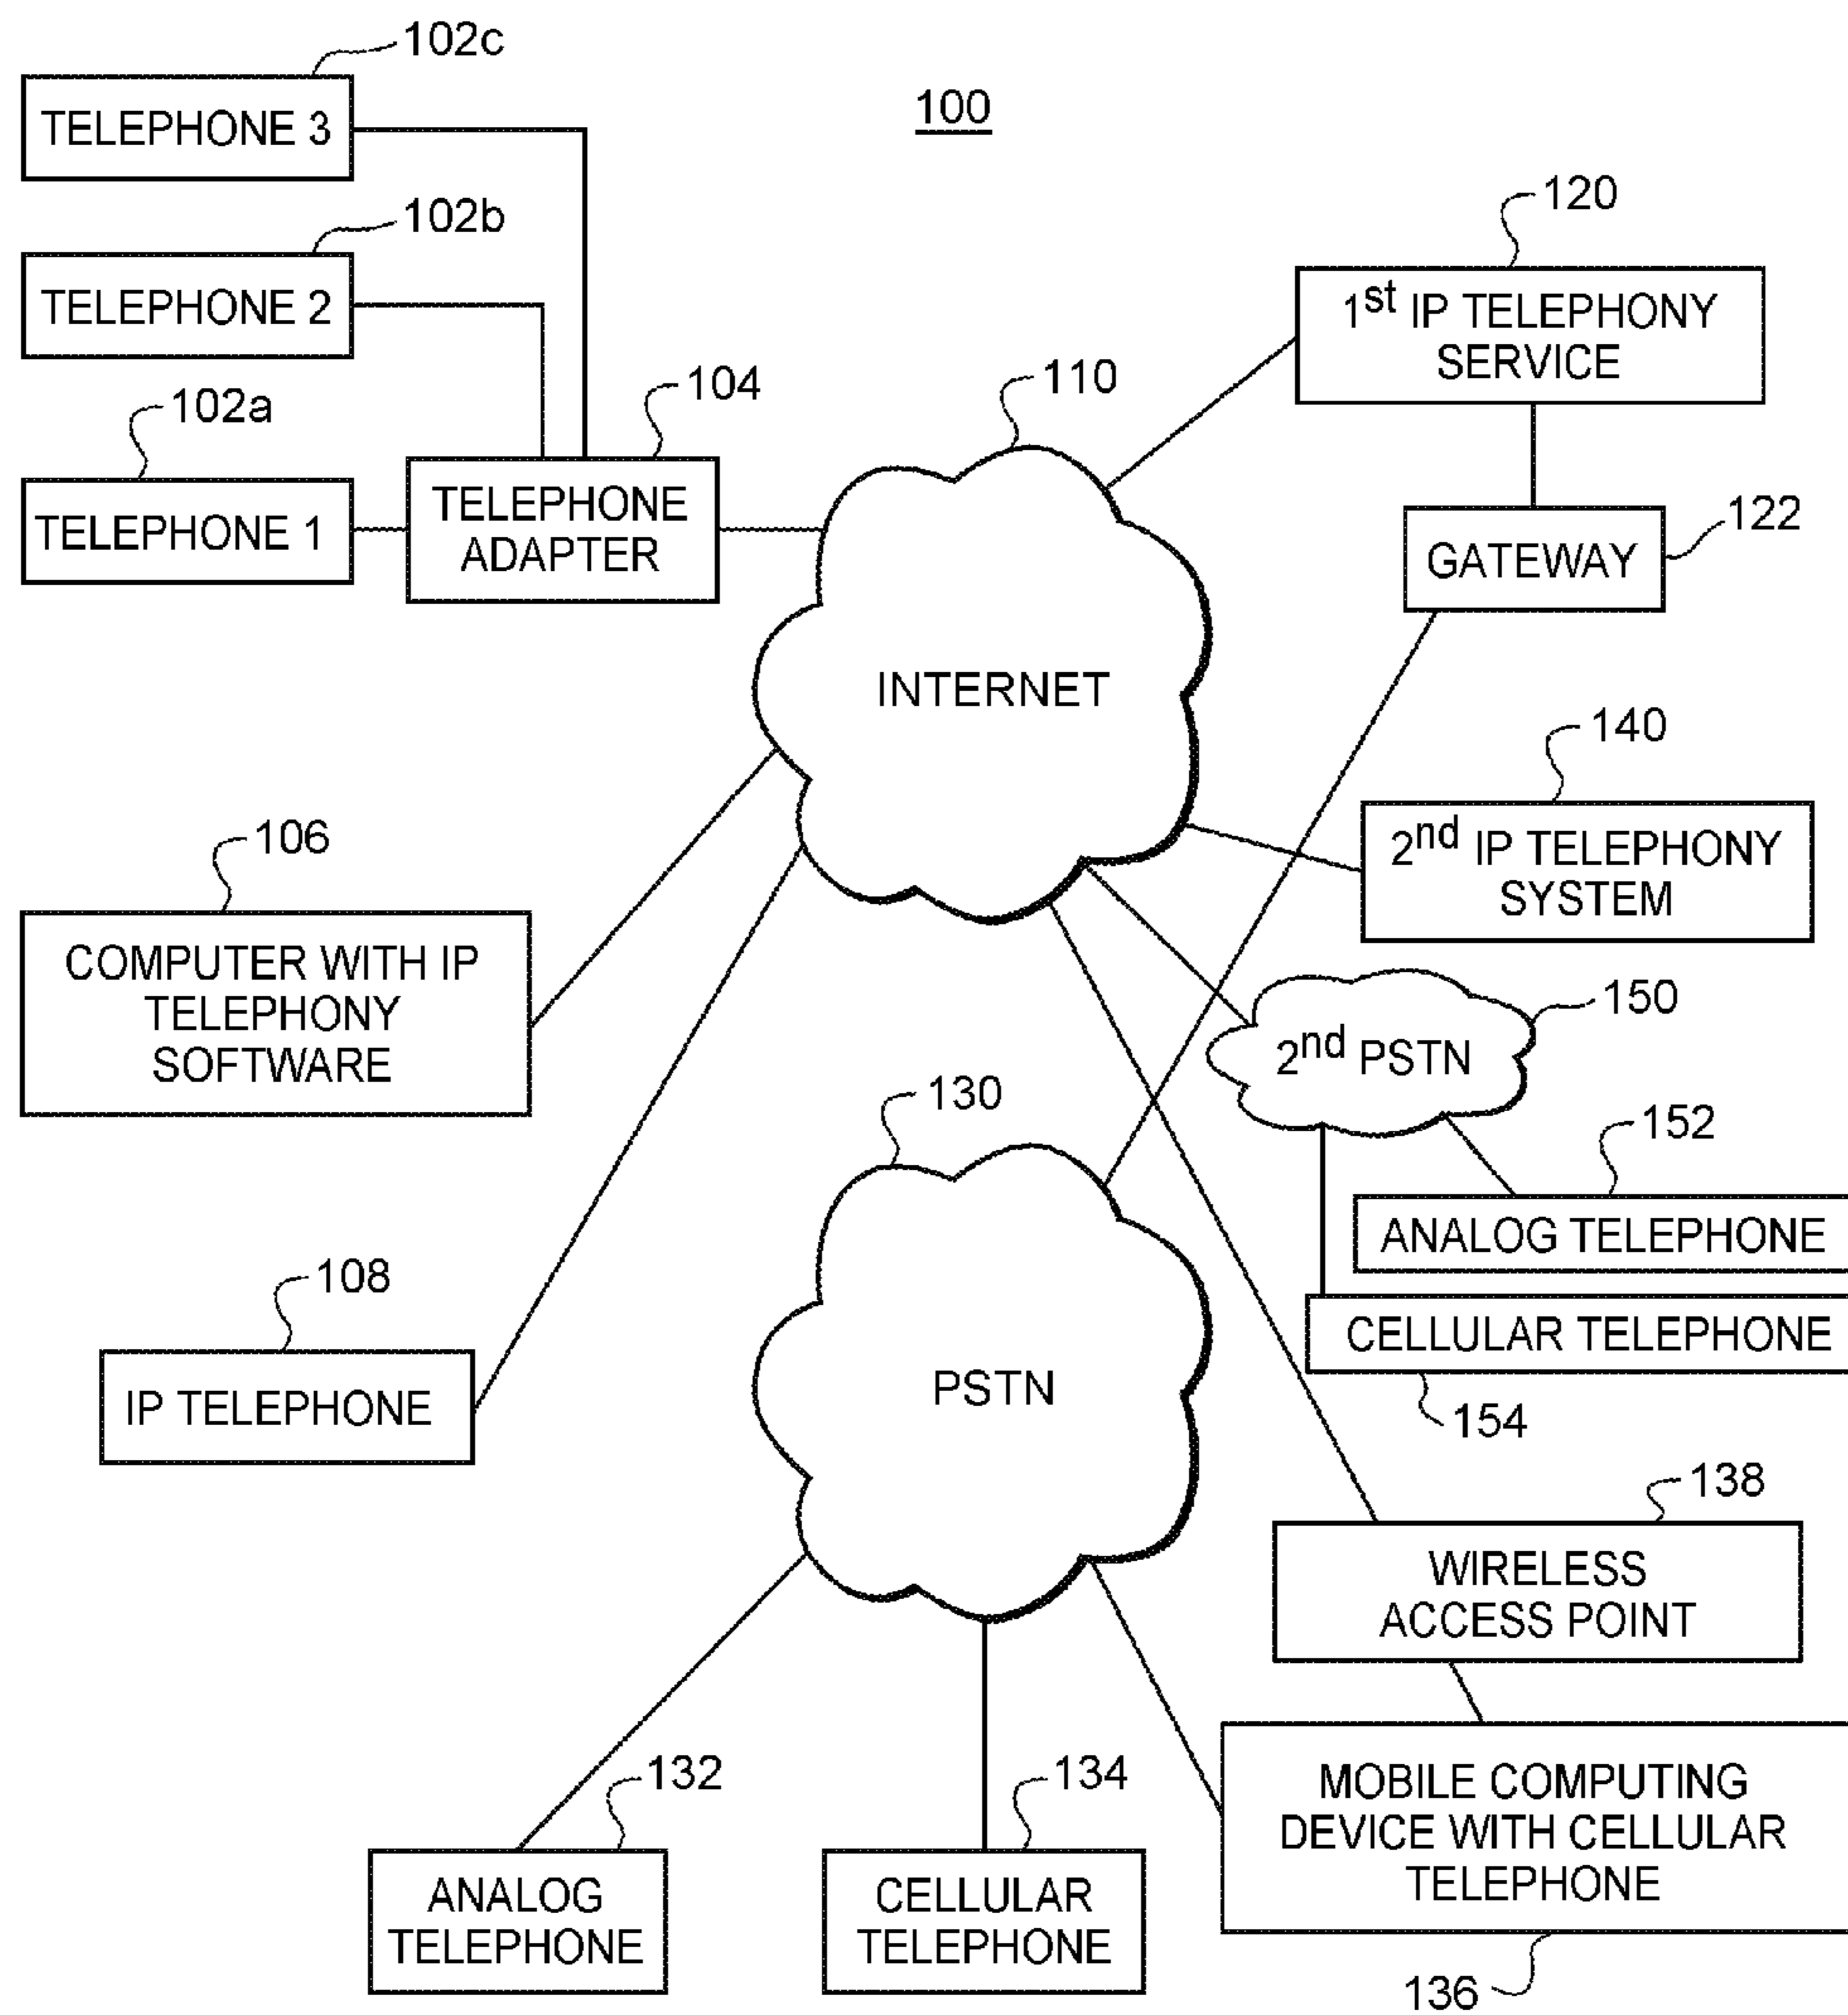 102c
TELEPHONE 3
100
102b
TELEPHONE 2
120
1st IP TELEPHONY
SERVICE
102a
TELEPHONE 1
104
TELEPHONE
ADAPTER
110
INTERNET
GATEWAY
122
140
2nd IP TELEPHONY
SYSTEM
106
COMPUTER WITH IP
TELEPHONY
SOFTWARE
150
2nd PSTN
130
PSTN
152
ANALOG TELEPHONE
CELLULAR TELEPHONE
154
108
IP TELEPHONE
138
WIRELESS
ACCESS POINT
132
ANALOG
TELEPHONE
134
CELLULAR
TELEPHONE
MOBILE COMPUTING
DEVICE WITH CELLULAR
TELEPHONE
136